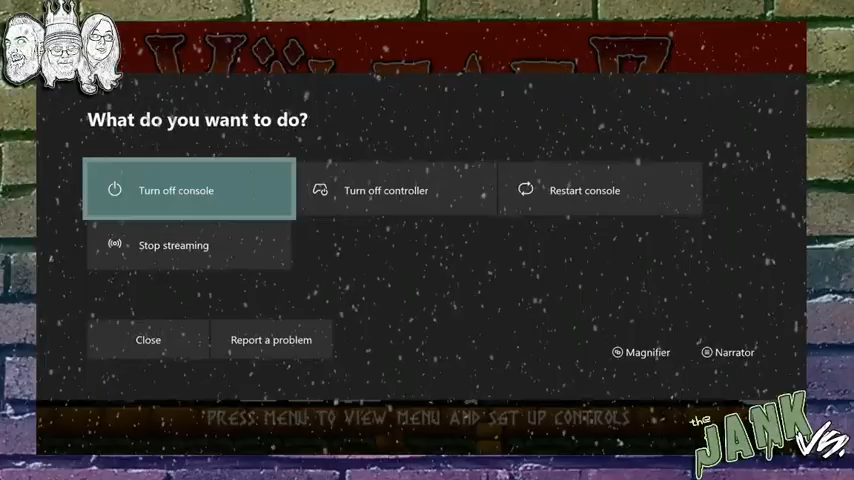 What do you want to do?
Turn off console
Turn off controller
Restart console
Stop streaming
Close
Report a problem
Magnifier
Narrator
PRESS MENU TO VIEW MENU AND SET UP CONTROLS
the
JANK
VS.